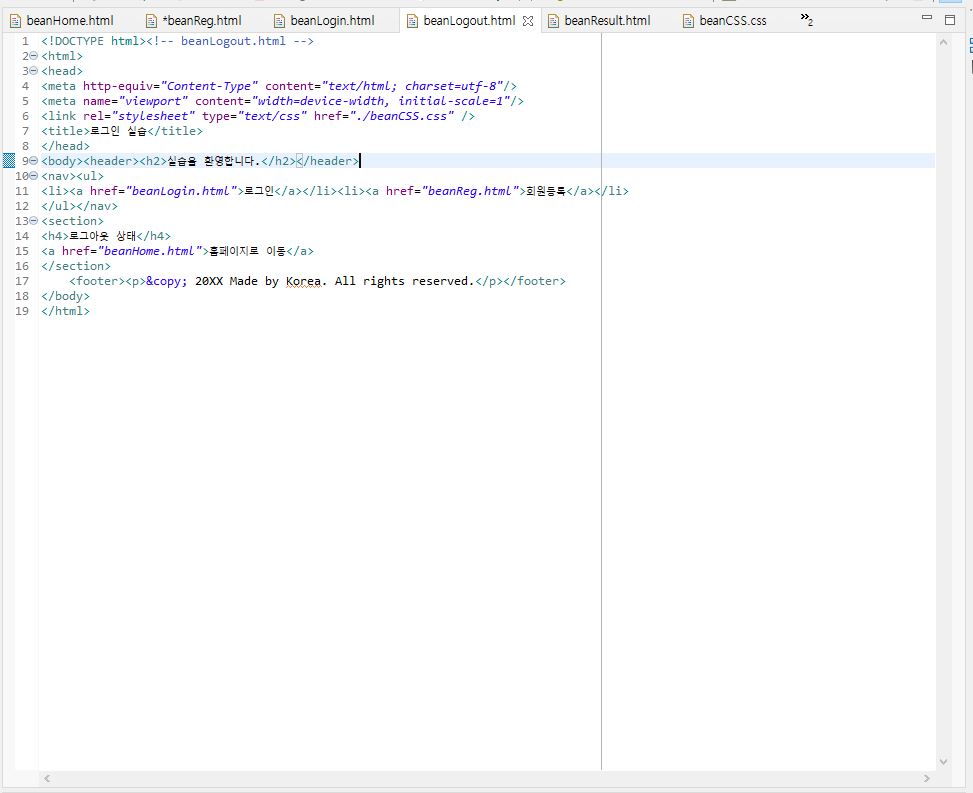 beanHome.html *beanReg.html beanLogin.html beanLogout.html beanResult.html beanCSS.css »2
1 <!DOCTYPE html><!-- beanLogout.html -->
2 <html>
3 <head>
4 <meta http-equiv="Content-Type" content="text/html; charset=utf-8"/>
5 <meta name="viewport" content="width=device-width, initial-scale=1"/>
6 <link rel="stylesheet" type="text/css" href="./beanCSS.css" />
7 <title>로그인 실습</title>
8 </head>
9 <body><header><h2>실습을 환영합니다.</h2></header>
10 <nav><ul>
11 <li><a href="beanLogin.html">로그인</a></li><li><a href="beanReg.html">회원등록</a></li>
12 </ul></nav>
13 <section>
14 <h4>로그아웃 상태</h4>
15 <a href="beanHome.html">홈페이지로 이동</a>
16 </section>
17 <footer><p>&copy; 20XX Made by Korea. All rights reserved.</p></footer>
18 </body>
19 </html>